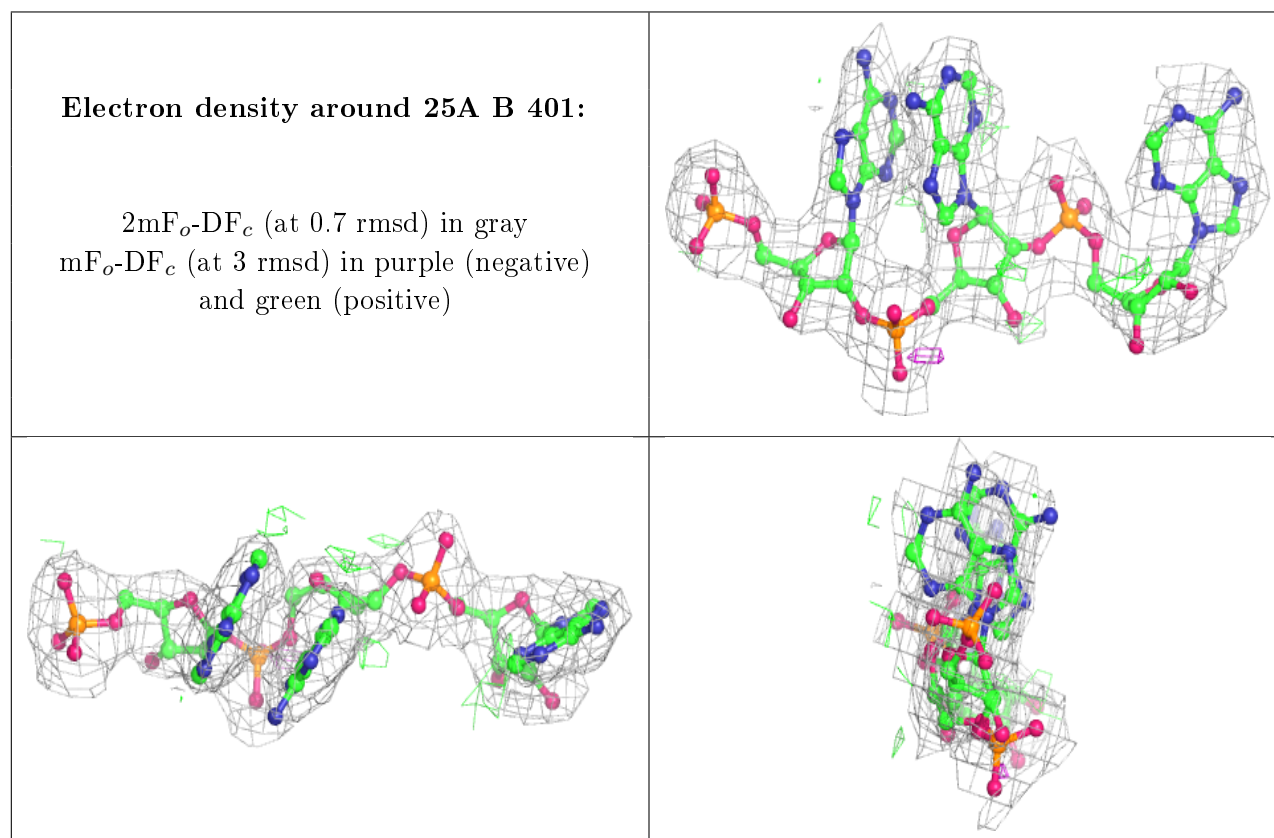 Electron density around 25A B 401:
2mFo-DFc (at 0.7 rmsd) in gray
mFo-DFc (at 3 rmsd) in purple (negative)
and green (positive)